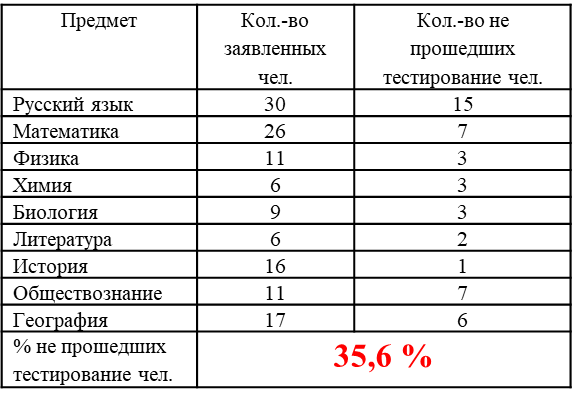 Предмет Кол.-во заявленных чел. Кол.-во не прошедших тестирование чел.
Русский язык 30 15
Математика 26 7
Физика 11 3
Химия 6 3
Биология 9 3
Литература 6 2
История 16 1
Обществознание 11 7
География 17 6
% не прошедших тестирование чел. 35,6 %